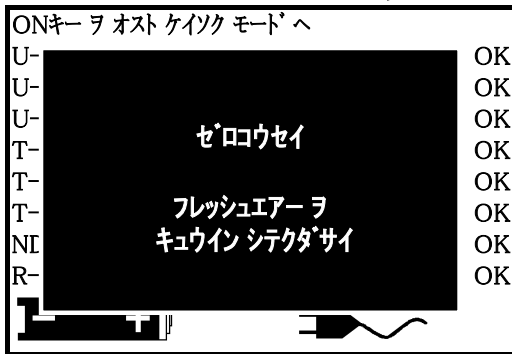 ONキー ヲ オスト ケイソク モード ヘ
U- OK
U- OK
U- OK
T- OK
T- OK
T- OK
ND OK
R- OK
ゼロコウセイ
フレッシュエアー ヲ
キュウイン シテクダサイ
- +